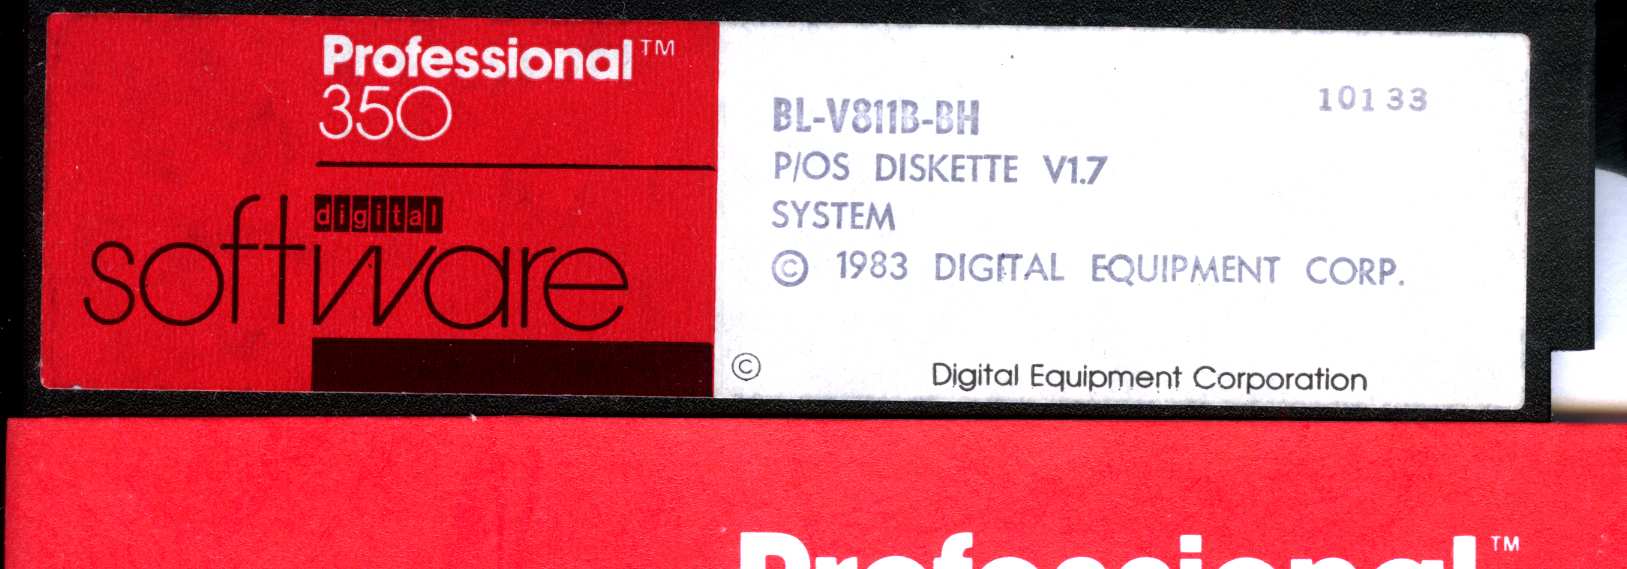 Professional™
350
digital
software
BL-V811B-BH
10133
P/OS DISKETTE V1.7
SYSTEM
© 1983 DIGITAL EQUIPMENT CORP.
©
Digital Equipment Corporation
Professional™